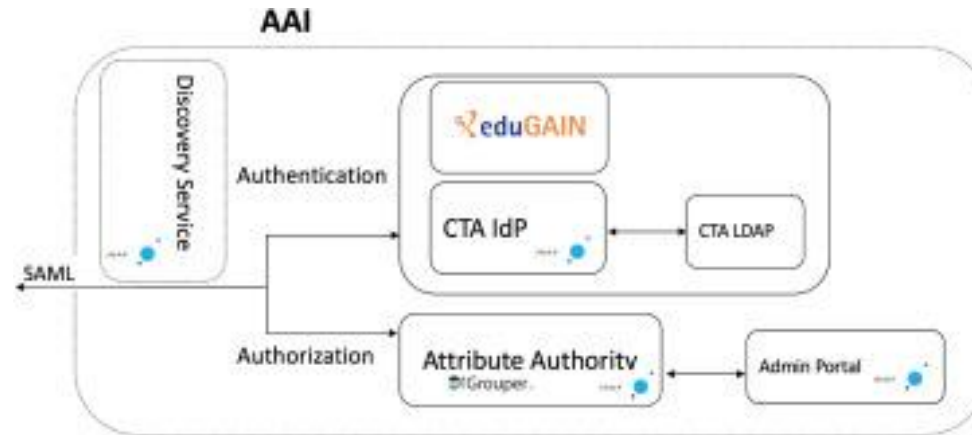 AAI
Discovery Service
eduGAIN
Authentication
CTA IdP
CTA LDAP
SAML
Authorization
Attribute Authority
Grouper
Admin Portal